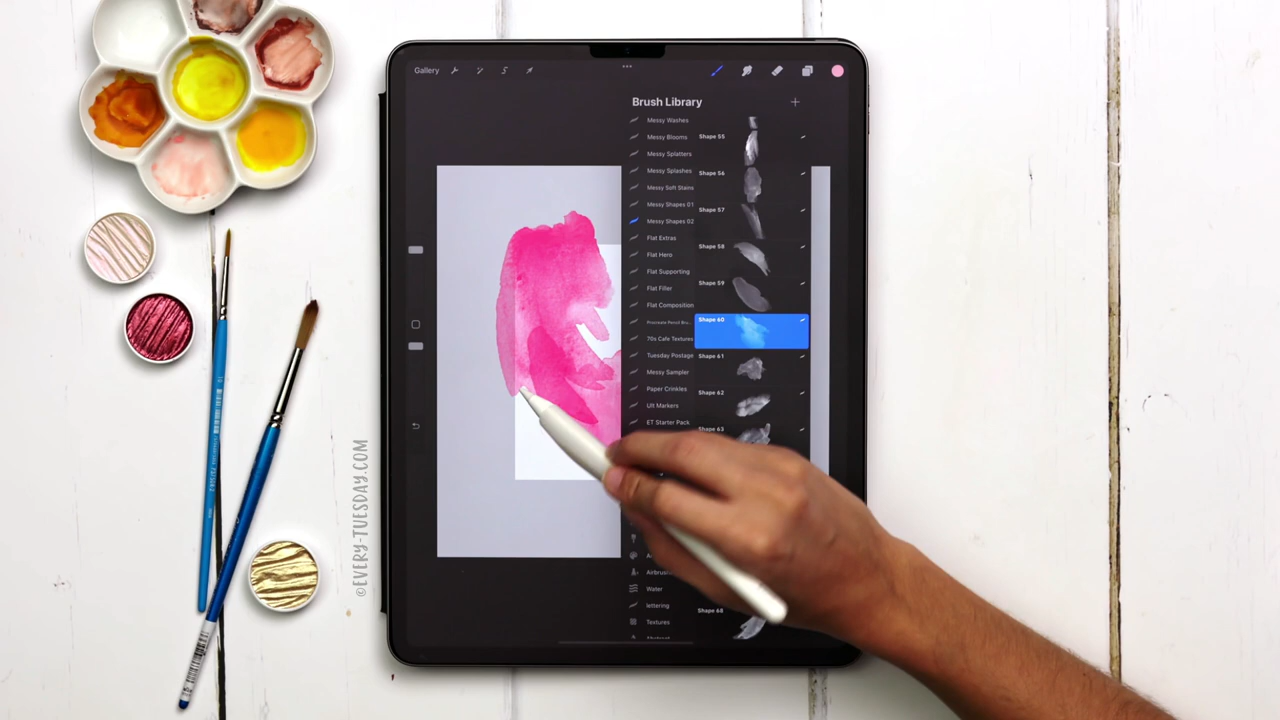 Gallery
Brush Library
Messy Washes
Messy Blooms
Messy Splatters
Messy Splashes
Messy Soft Stains
Messy Shapes 01
Messy Shapes 02
Flat Extras
Flat Hero
Flat Supporting
Flat Filler
Flat Composition
Procreate Pencil Bru...
70s Cafe Textures
Tuesday Postage
Messy Sampler
Paper Crinkles
Ult Markers
ET Starter Pack
Water
lettering
Textures
Shape 55
Shape 56
Shape 57
Shape 58
Shape 59
Shape 60
Shape 61
Shape 62
Shape 63
Shape 68
©EVERY-TUESDAY.COM